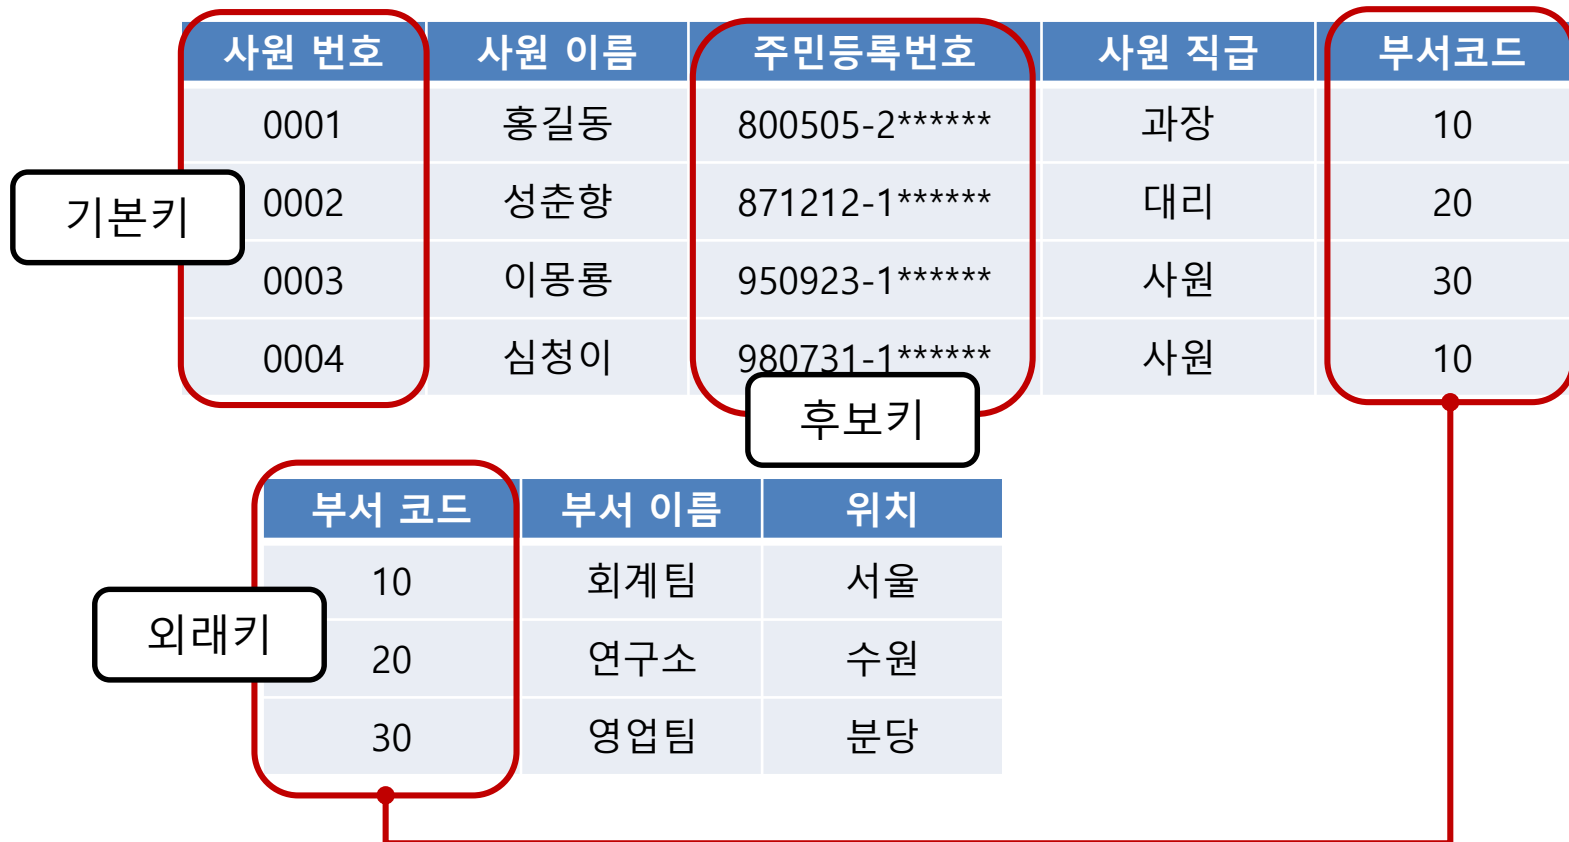 사원 번호 사원 이름 주민등록번호 사원 직급 부서코드
0001 홍길동 800505-2****** 과장 10
기본키
0002 성춘향 871212-1****** 대리 20
0003 이몽룡 950923-1****** 사원 30
0004 심청이 980731-1****** 사원 10
후보키
부서 코드 부서 이름 위치
10 회계팀 서울
외래키
20 연구소 수원
30 영업팀 분당